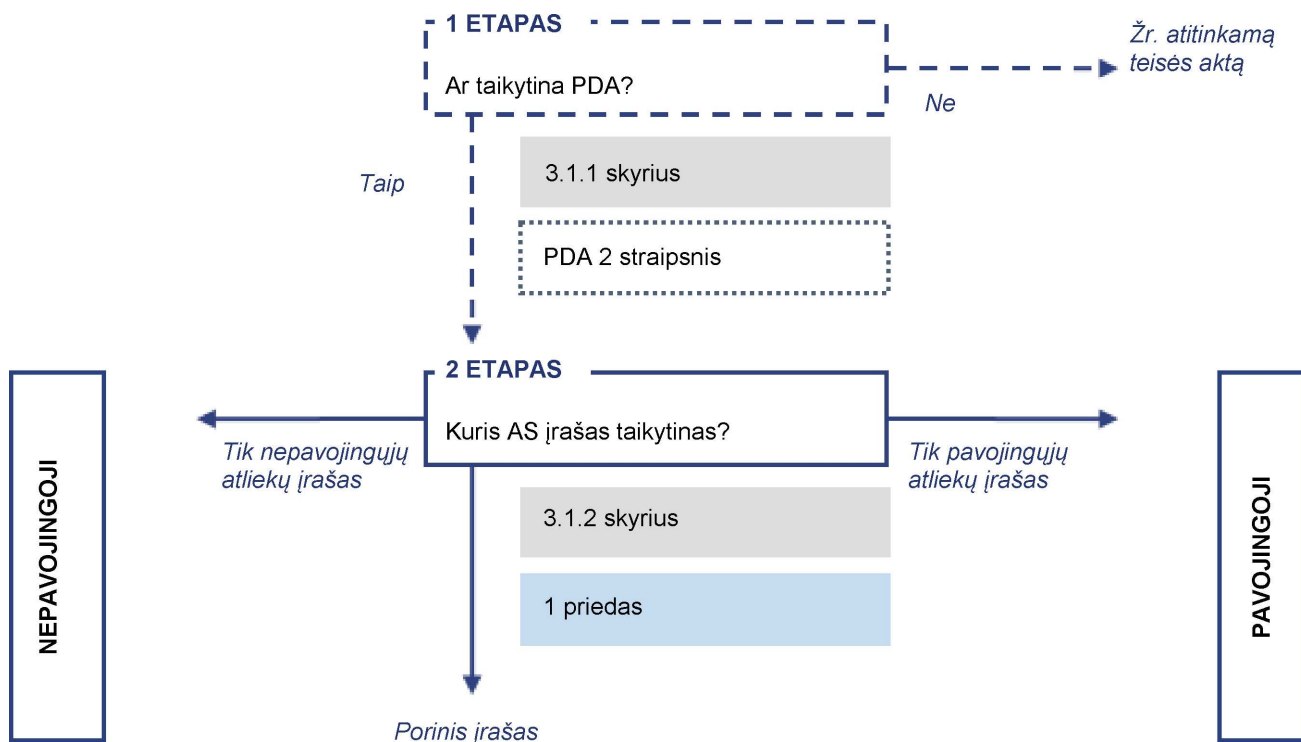 1 ETAPAS
Ar taikytina PDA?
Žr. atitinkamą
teisės aktą
Ne
Taip
3.1.1 skyrius
PDA 2 straipsnis
2 ETAPAS
Kuris AS įrašas taikytinas?
Tik nepavojingųjų
atliekų įrašas
Tik pavojingųjų
atliekų įrašas
NEPAVOJINGOJI
PAVOJINGOJI
3.1.2 skyrius
1 priedas
Porinis įrašas